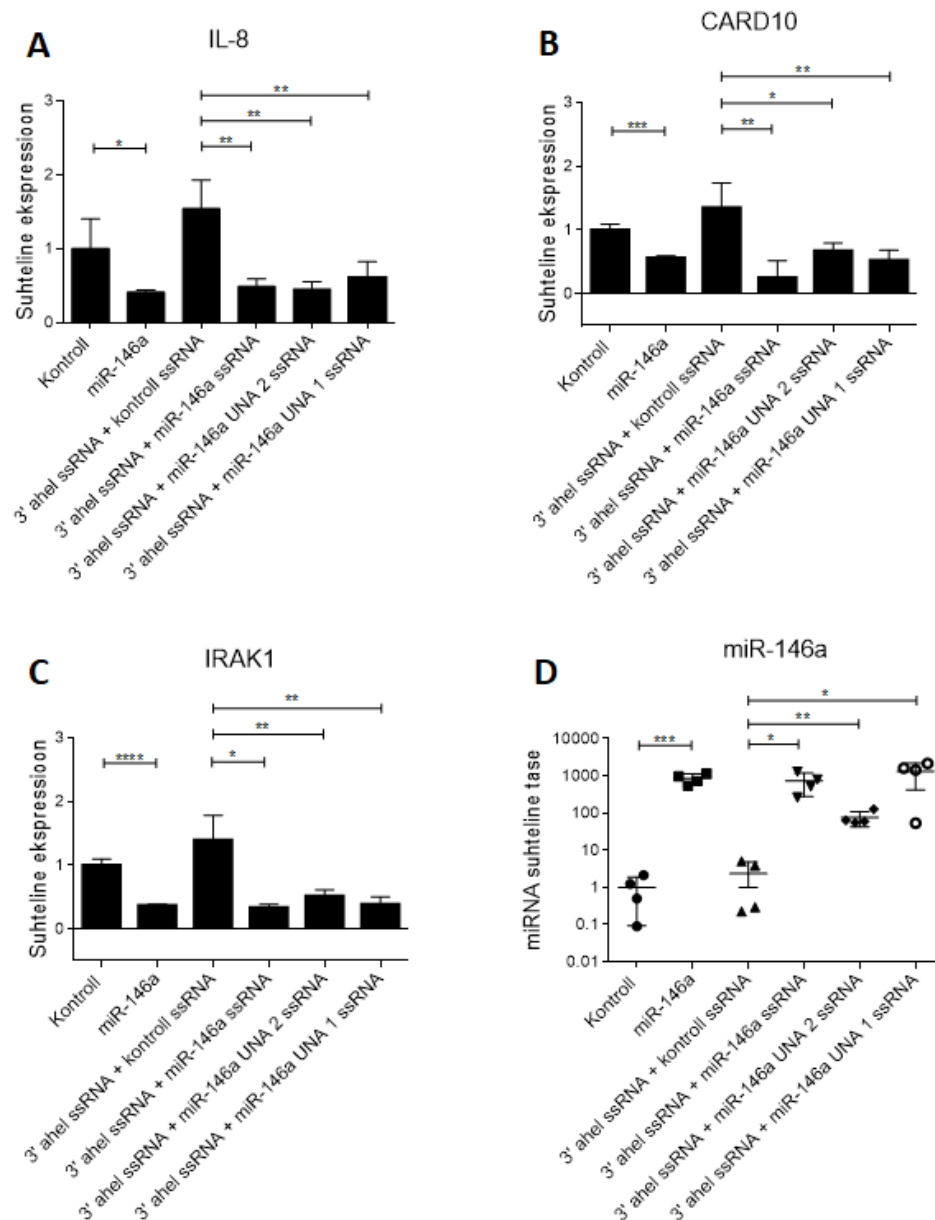 A
IL-8
Suhteline ekspressioon
3
2
1
0
*
**
**
**
Kontroll
miR-146a
3' ahel ssRNA + kontroll ssRNA
3' ahel ssRNA + miR-146a ssRNA
3' ahel ssRNA + miR-146a UNA 2 ssRNA
3' ahel ssRNA + miR-146a UNA 1 ssRNA
B
CARD10
Suhteline ekspressioon
3
2
1
0
***
**
*
**
Kontroll
miR-146a
3' ahel ssRNA + kontroll ssRNA
3' ahel ssRNA + miR-146a ssRNA
3' ahel ssRNA + miR-146a UNA 2 ssRNA
3' ahel ssRNA + miR-146a UNA 1 ssRNA
C
IRAK1
Suhteline ekspressioon
3
2
1
0
****
**
**
*
Kontroll
miR-146a
3' ahel ssRNA + kontroll ssRNA
3' ahel ssRNA + miR-146a ssRNA
3' ahel ssRNA + miR-146a UNA 2 ssRNA
3' ahel ssRNA + miR-146a UNA 1 ssRNA
D
miR-146a
miRNA suhteline tase
10000
1000
100
10
1
0.1
0.01
***
*
**
*
Kontroll
miR-146a
3' ahel ssRNA + kontroll ssRNA
3' ahel ssRNA + miR-146a ssRNA
3' ahel ssRNA + miR-146a UNA 2 ssRNA
3' ahel ssRNA + miR-146a UNA 1 ssRNA